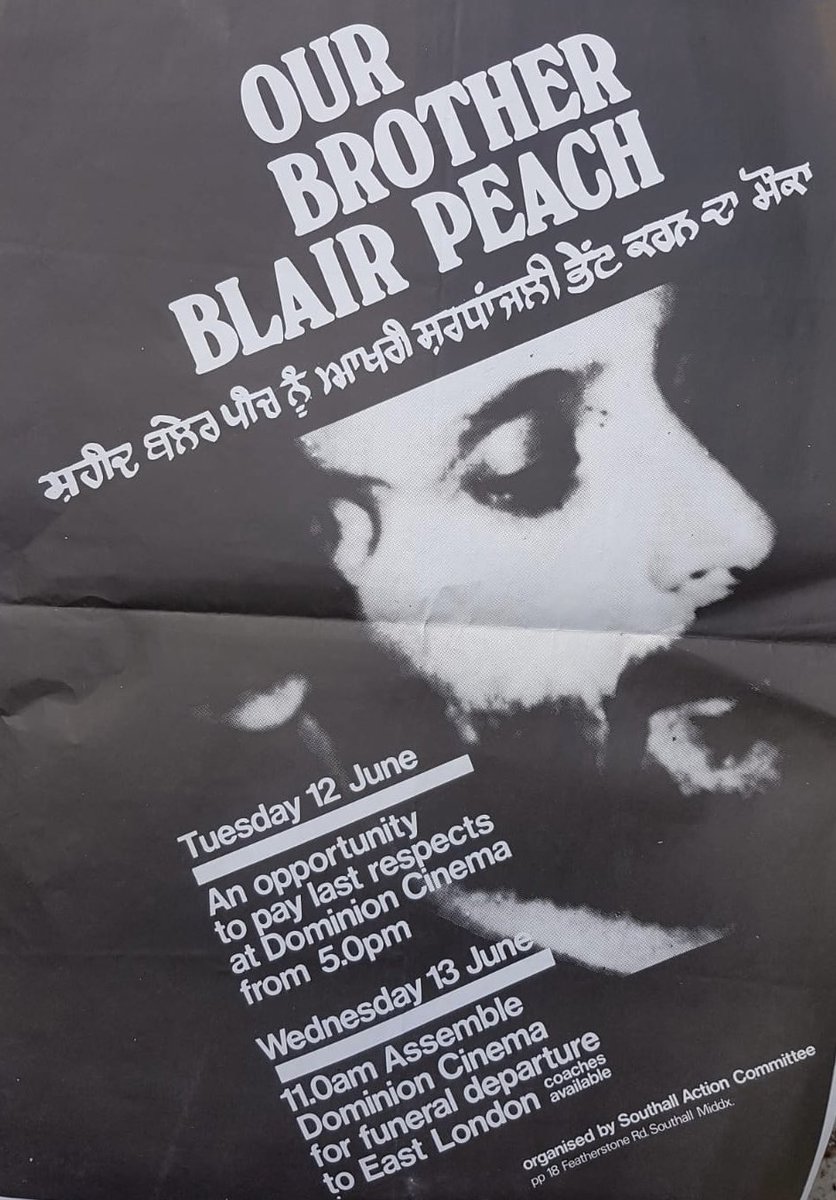 OUR
BROTHER
BLAIR PEACH
ਸ਼ਹੀਦ ਬਲੇਰ ਪੀਚ ਨੂੰ ਆਖਰੀ ਸ਼ਰਧਾਂਜਲੀ ਭੇਂਟ ਕਰਨ ਦਾ ਮੌਕਾ
Tuesday 12 June
An opportunity
to pay last respects
at Dominion Cinema
from 5.0pm
Wednesday 13 June
11.0am Assemble
Dominion Cinema
for funeral departure
to East London coaches
available
organised by Southall Action Committee
pp 18 Featherstone Rd. Southall Middx.